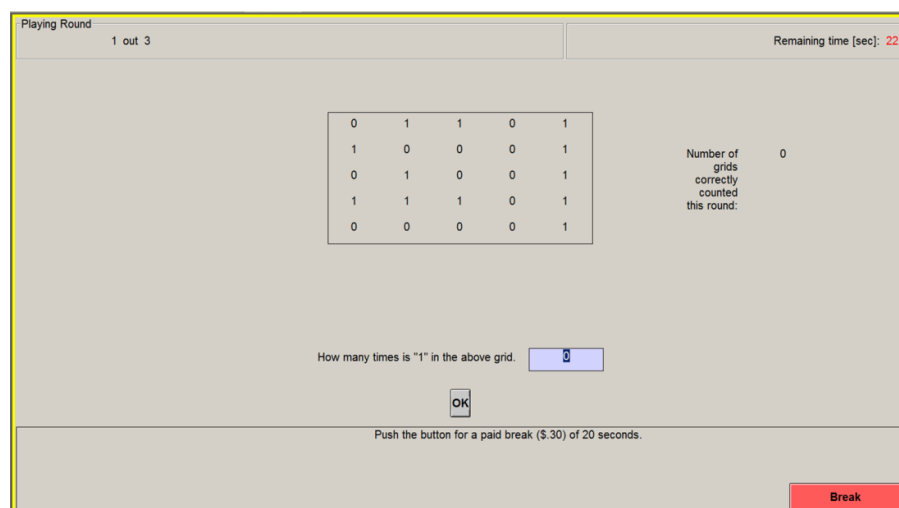 Playing Round
1 out 3
Remaining time [sec]: 22
0 1 1 0 1
1 0 0 0 1
0 1 0 0 1
1 1 1 0 1
0 0 0 0 1
Number of 0
grids
correctly
counted
this round:
How many times is "1" in the above grid. 0
OK
Push the button for a paid break ($.30) of 20 seconds.
Break